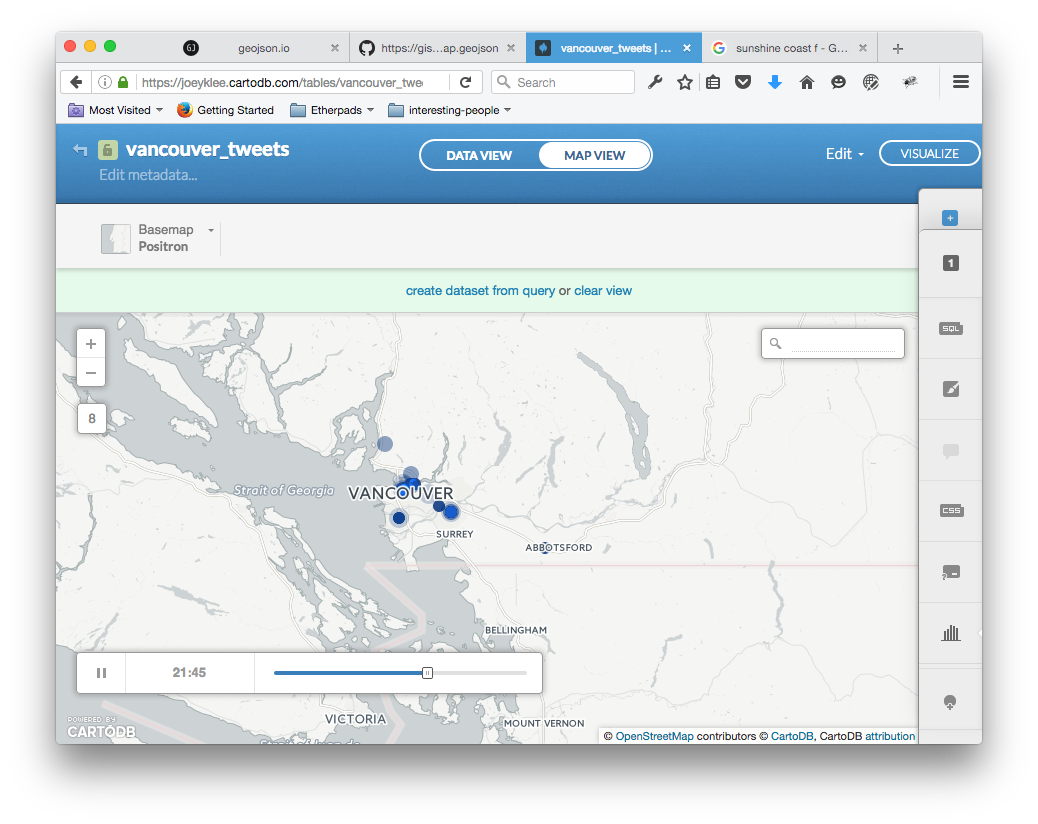 GJ geojson.io
https://gis...ap.geojson
vancouver_tweets | ...
sunshine coast f - G...
https://joeyklee.cartodb.com/tables/vancouver_twe
Search
Most Visited
Getting Started
Etherpads
interesting-people
vancouver_tweets
Edit metadata...
DATA VIEW
MAP VIEW
Edit
VISUALIZE
Basemap
Positron
create dataset from query or clear view
+
−
8
1
SQL
CSS
Strait of Georgia
VANCOUVER
SURREY
ABBOTSFORD
BELLINGHAM
21:45
VICTORIA
MOUNT VERNON
POWERED BY
CARTODB
© OpenStreetMap contributors © CartoDB, CartoDB attribution